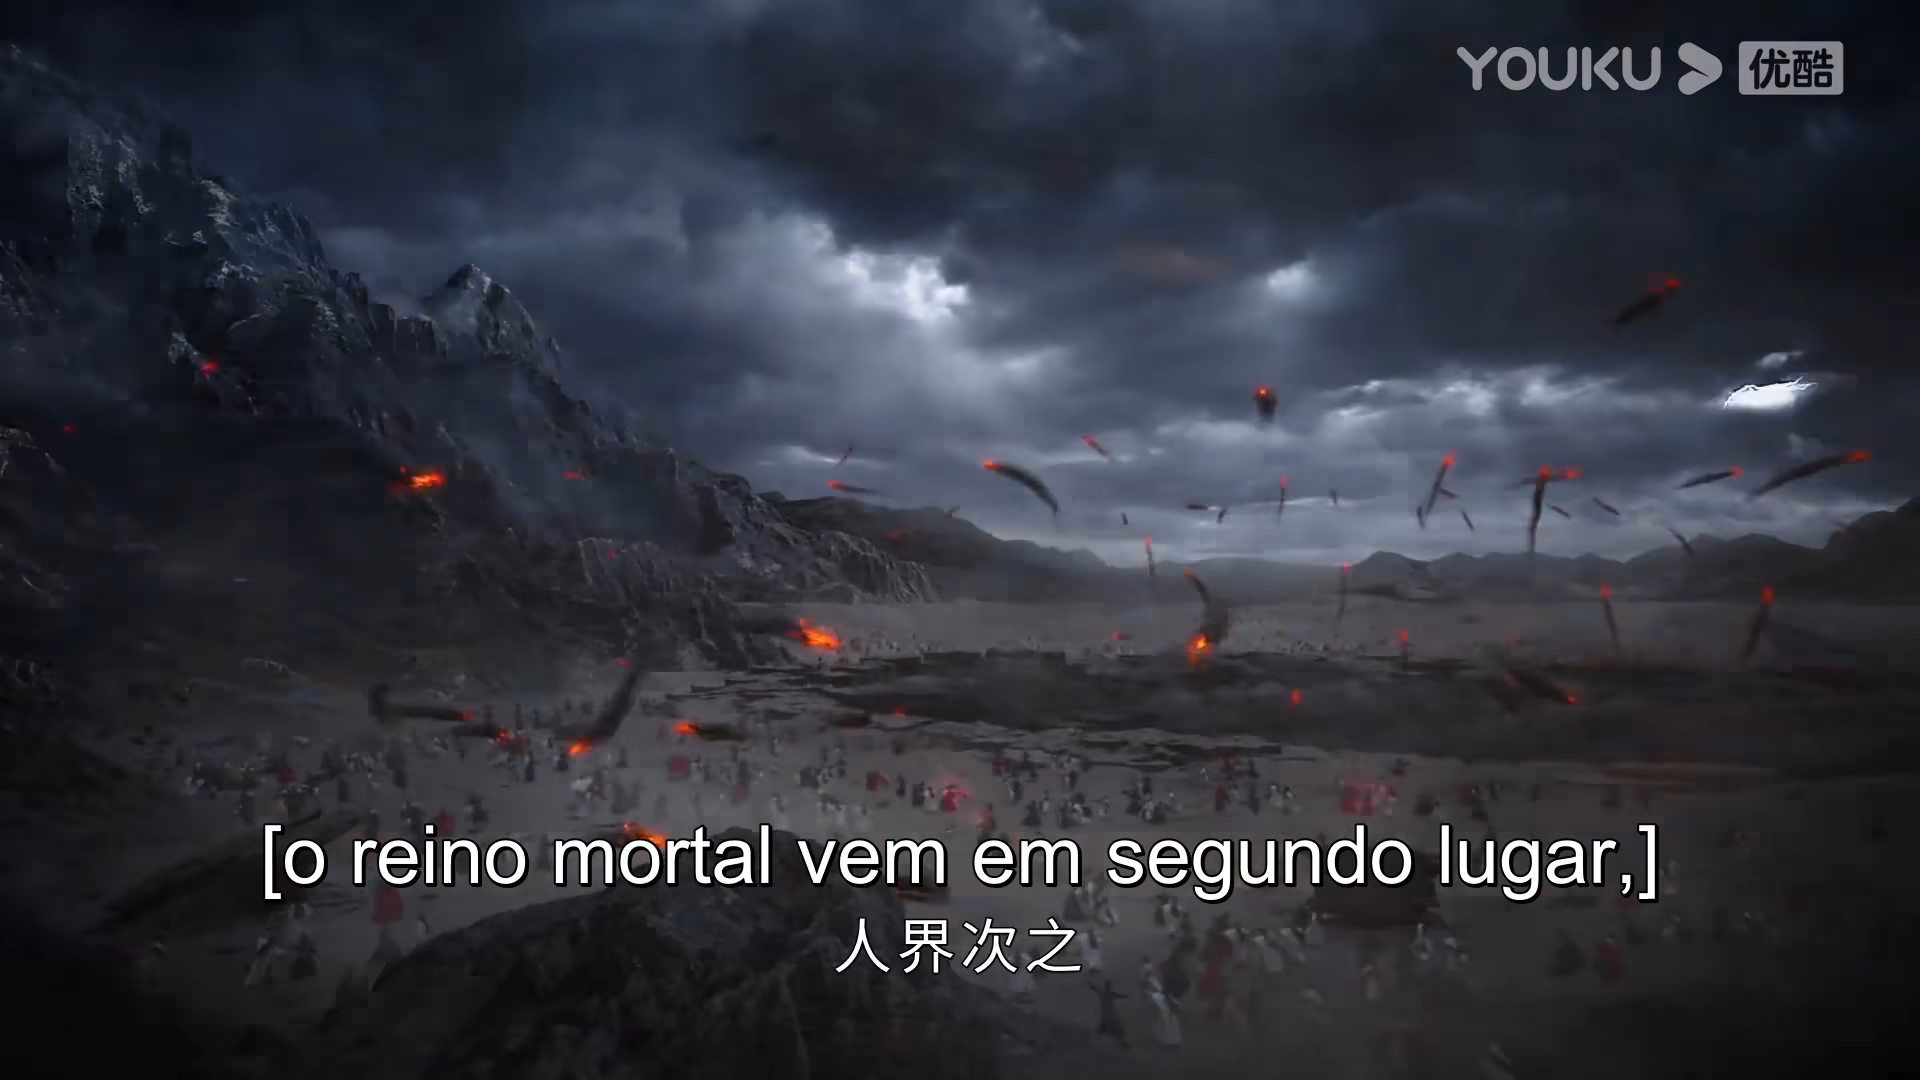 YOUKU 优酷
[o reino mortal vem em segundo lugar,]
人界次之